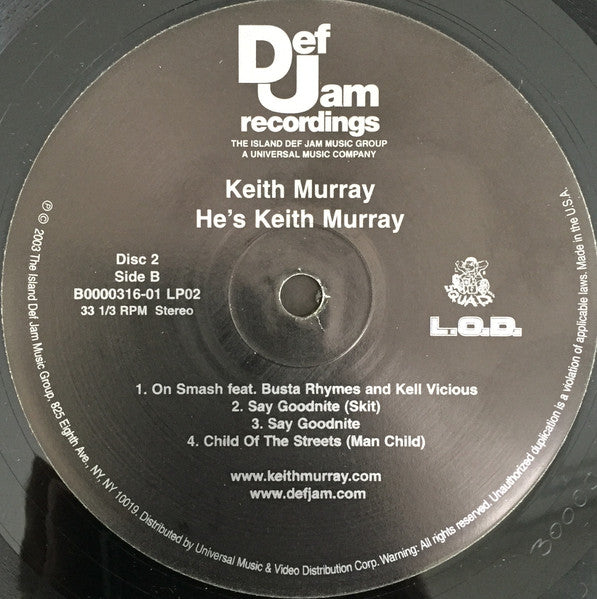 Def
Jam
recordings
THE ISLAND DEF JAM MUSIC GROUP
A UNIVERSAL MUSIC COMPANY
Keith Murray
He's Keith Murray
Disc 2
Side B
B0000316-01 LP02
33 1/3 RPM Stereo
SQUAD
L.O.D.
1. On Smash feat. Busta Rhymes and Kell Vicious
2. Say Goodnite (Skit)
3. Say Goodnite
4. Child Of The Streets (Man Child)
www.keithmurray.com
www.defjam.com
℗ © 2003 The Island Def Jam Music Group, 825 Eighth Ave., NY, NY 10019. Distributed by Universal Music & Video Distribution Corp. Warning: All rights reserved. Unauthorized duplication is a violation of applicable laws. Made in the U.S.A.